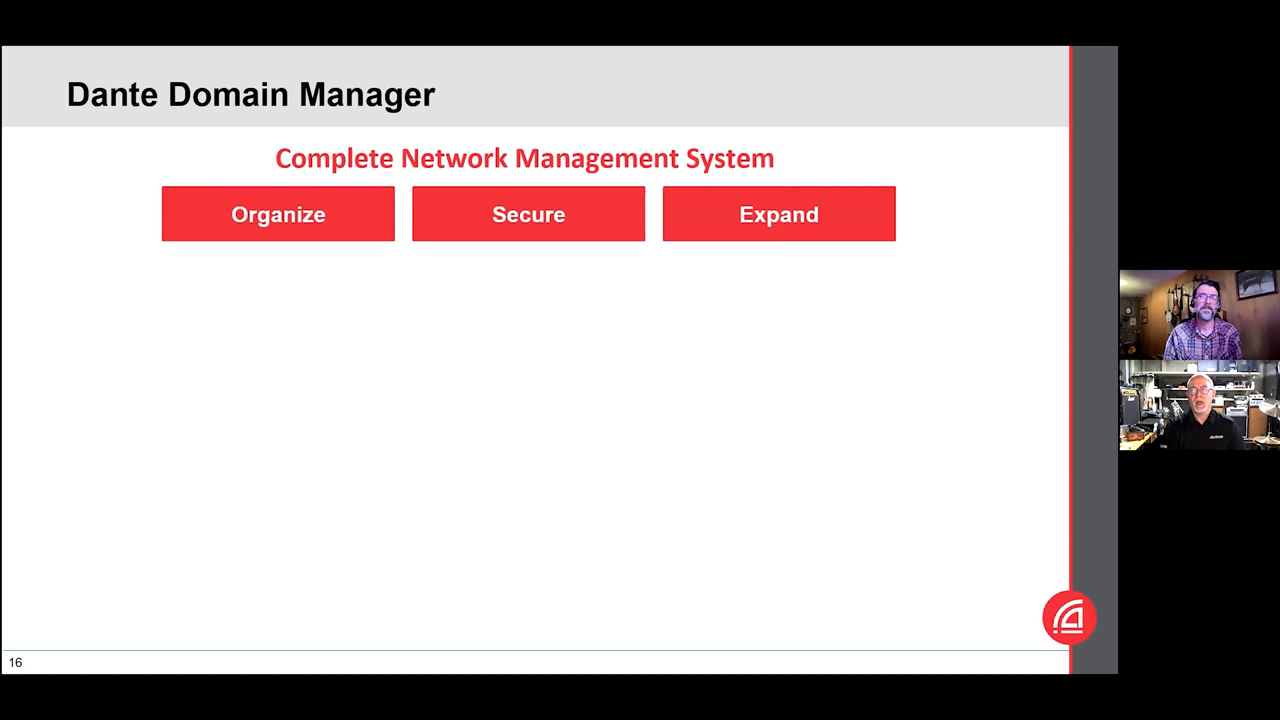 Dante Domain Manager
Complete Network Management System
Organize
Secure
Expand
16